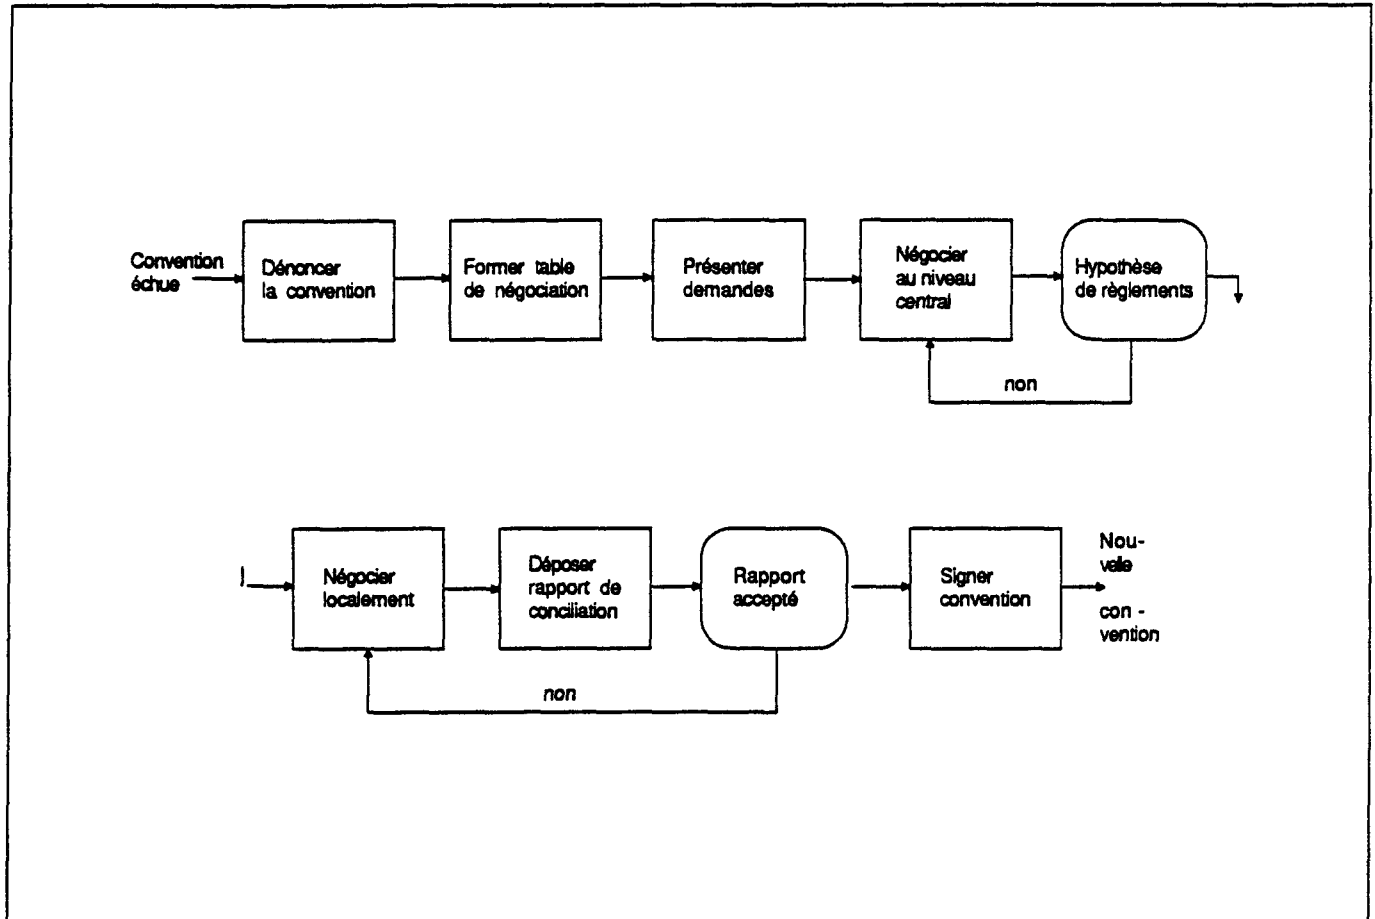 Convention
échue
Dénoncer
la convention
Former table
de négociation
Présenter
demandes
Négocier
au niveau
central
Hypothèse
de règlements
non
Négocier
localement
Déposer
rapport de
conciliation
Rapport
accepté
Signer
convention
Nou-
velle
con -
vention
non